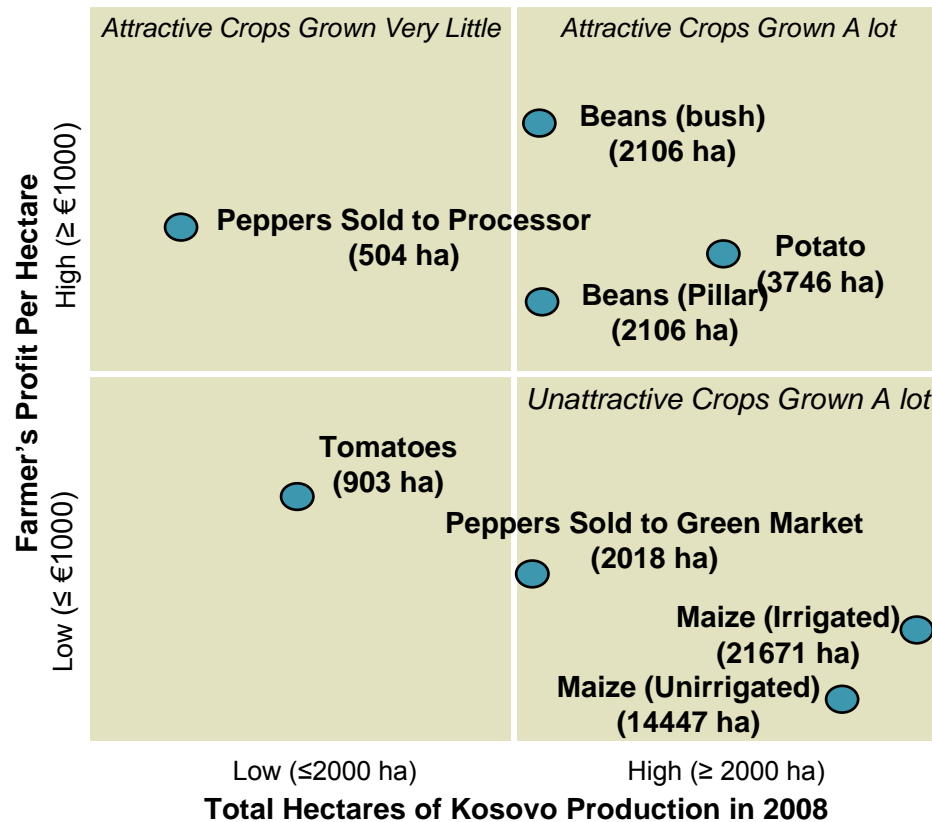 Attractive Crops Grown Very Little
Attractive Crops Grown A lot
Beans (bush)
(2106 ha)
Peppers Sold to Processor
(504 ha)
Potato
(3746 ha)
Beans (Pillar)
(2106 ha)
Unattractive Crops Grown A lot
Tomatoes
(903 ha)
Peppers Sold to Green Market
(2018 ha)
Maize (Irrigated)
(21671 ha)
Maize (Unirrigated)
(14447 ha)
Farmer's Profit Per Hectare
High (≥ €1000)
Low (≤ €1000)
Low (≤2000 ha)
High (≥ 2000 ha)
Total Hectares of Kosovo Production in 2008